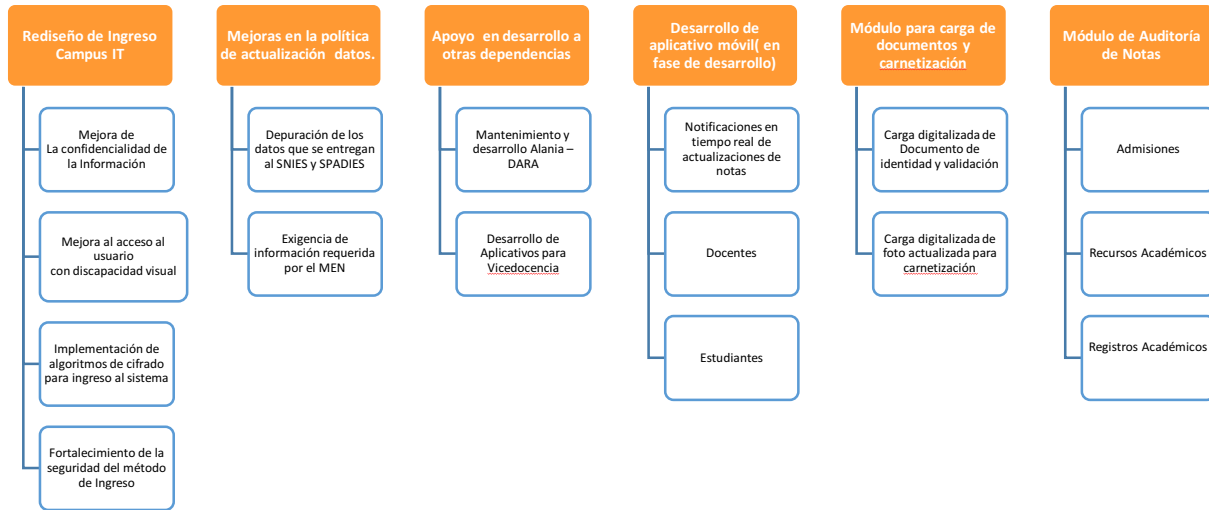 Rediseño de Ingreso
Campus IT
Mejora de
La confidencialidad de
la Información
Mejora al acceso al
usuario
con discapacidad visual
Implementación de
algoritmos de cifrado
para ingreso al sistema
Fortalecimiento de la
seguridad del método
de Ingreso
Mejoras en la política
de actualización datos.
Depuración de los
datos que se entregan
al SNIES y SPADIES
Exigencia de
información requerida
por el MEN
Apoyo en desarrollo a
otras dependencias
Mantenimiento y
desarrollo Alania –
DARA
Desarrollo de
Aplicativos para
Vicedocencia
Desarrollo de
aplicativo móvil( en
fase de desarrollo)
Notificaciones en
tiempo real de
actualizaciones de
notas
Docentes
Estudiantes
Módulo para carga de
documentos y
carnetización
Carga digitalizada de
Documento de
identidad y validación
Carga digitalizada de
foto actualizada para
carnetización
Módulo de Auditoría
de Notas
Admisiones
Recursos Académicos
Registros Académicos